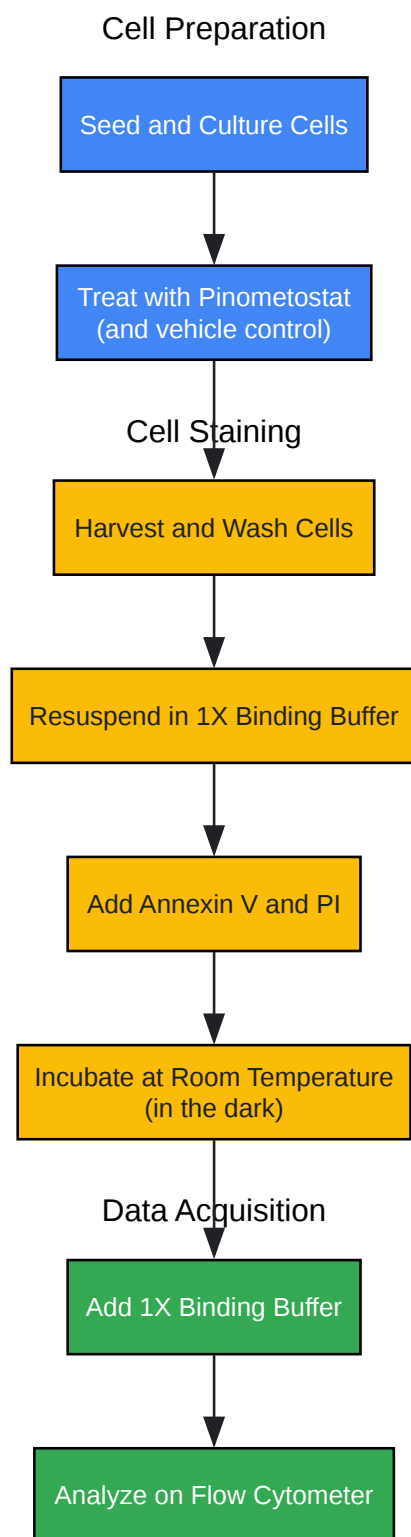 Cell Preparation
Seed and Culture Cells
Treat with Pinometostat
(and vehicle control)
Cell Staining
Harvest and Wash Cells
Resuspend in 1X Binding Buffer
Add Annexin V and PI
Incubate at Room Temperature
(in the dark)
Data Acquisition
Add 1X Binding Buffer
Analyze on Flow Cytometer